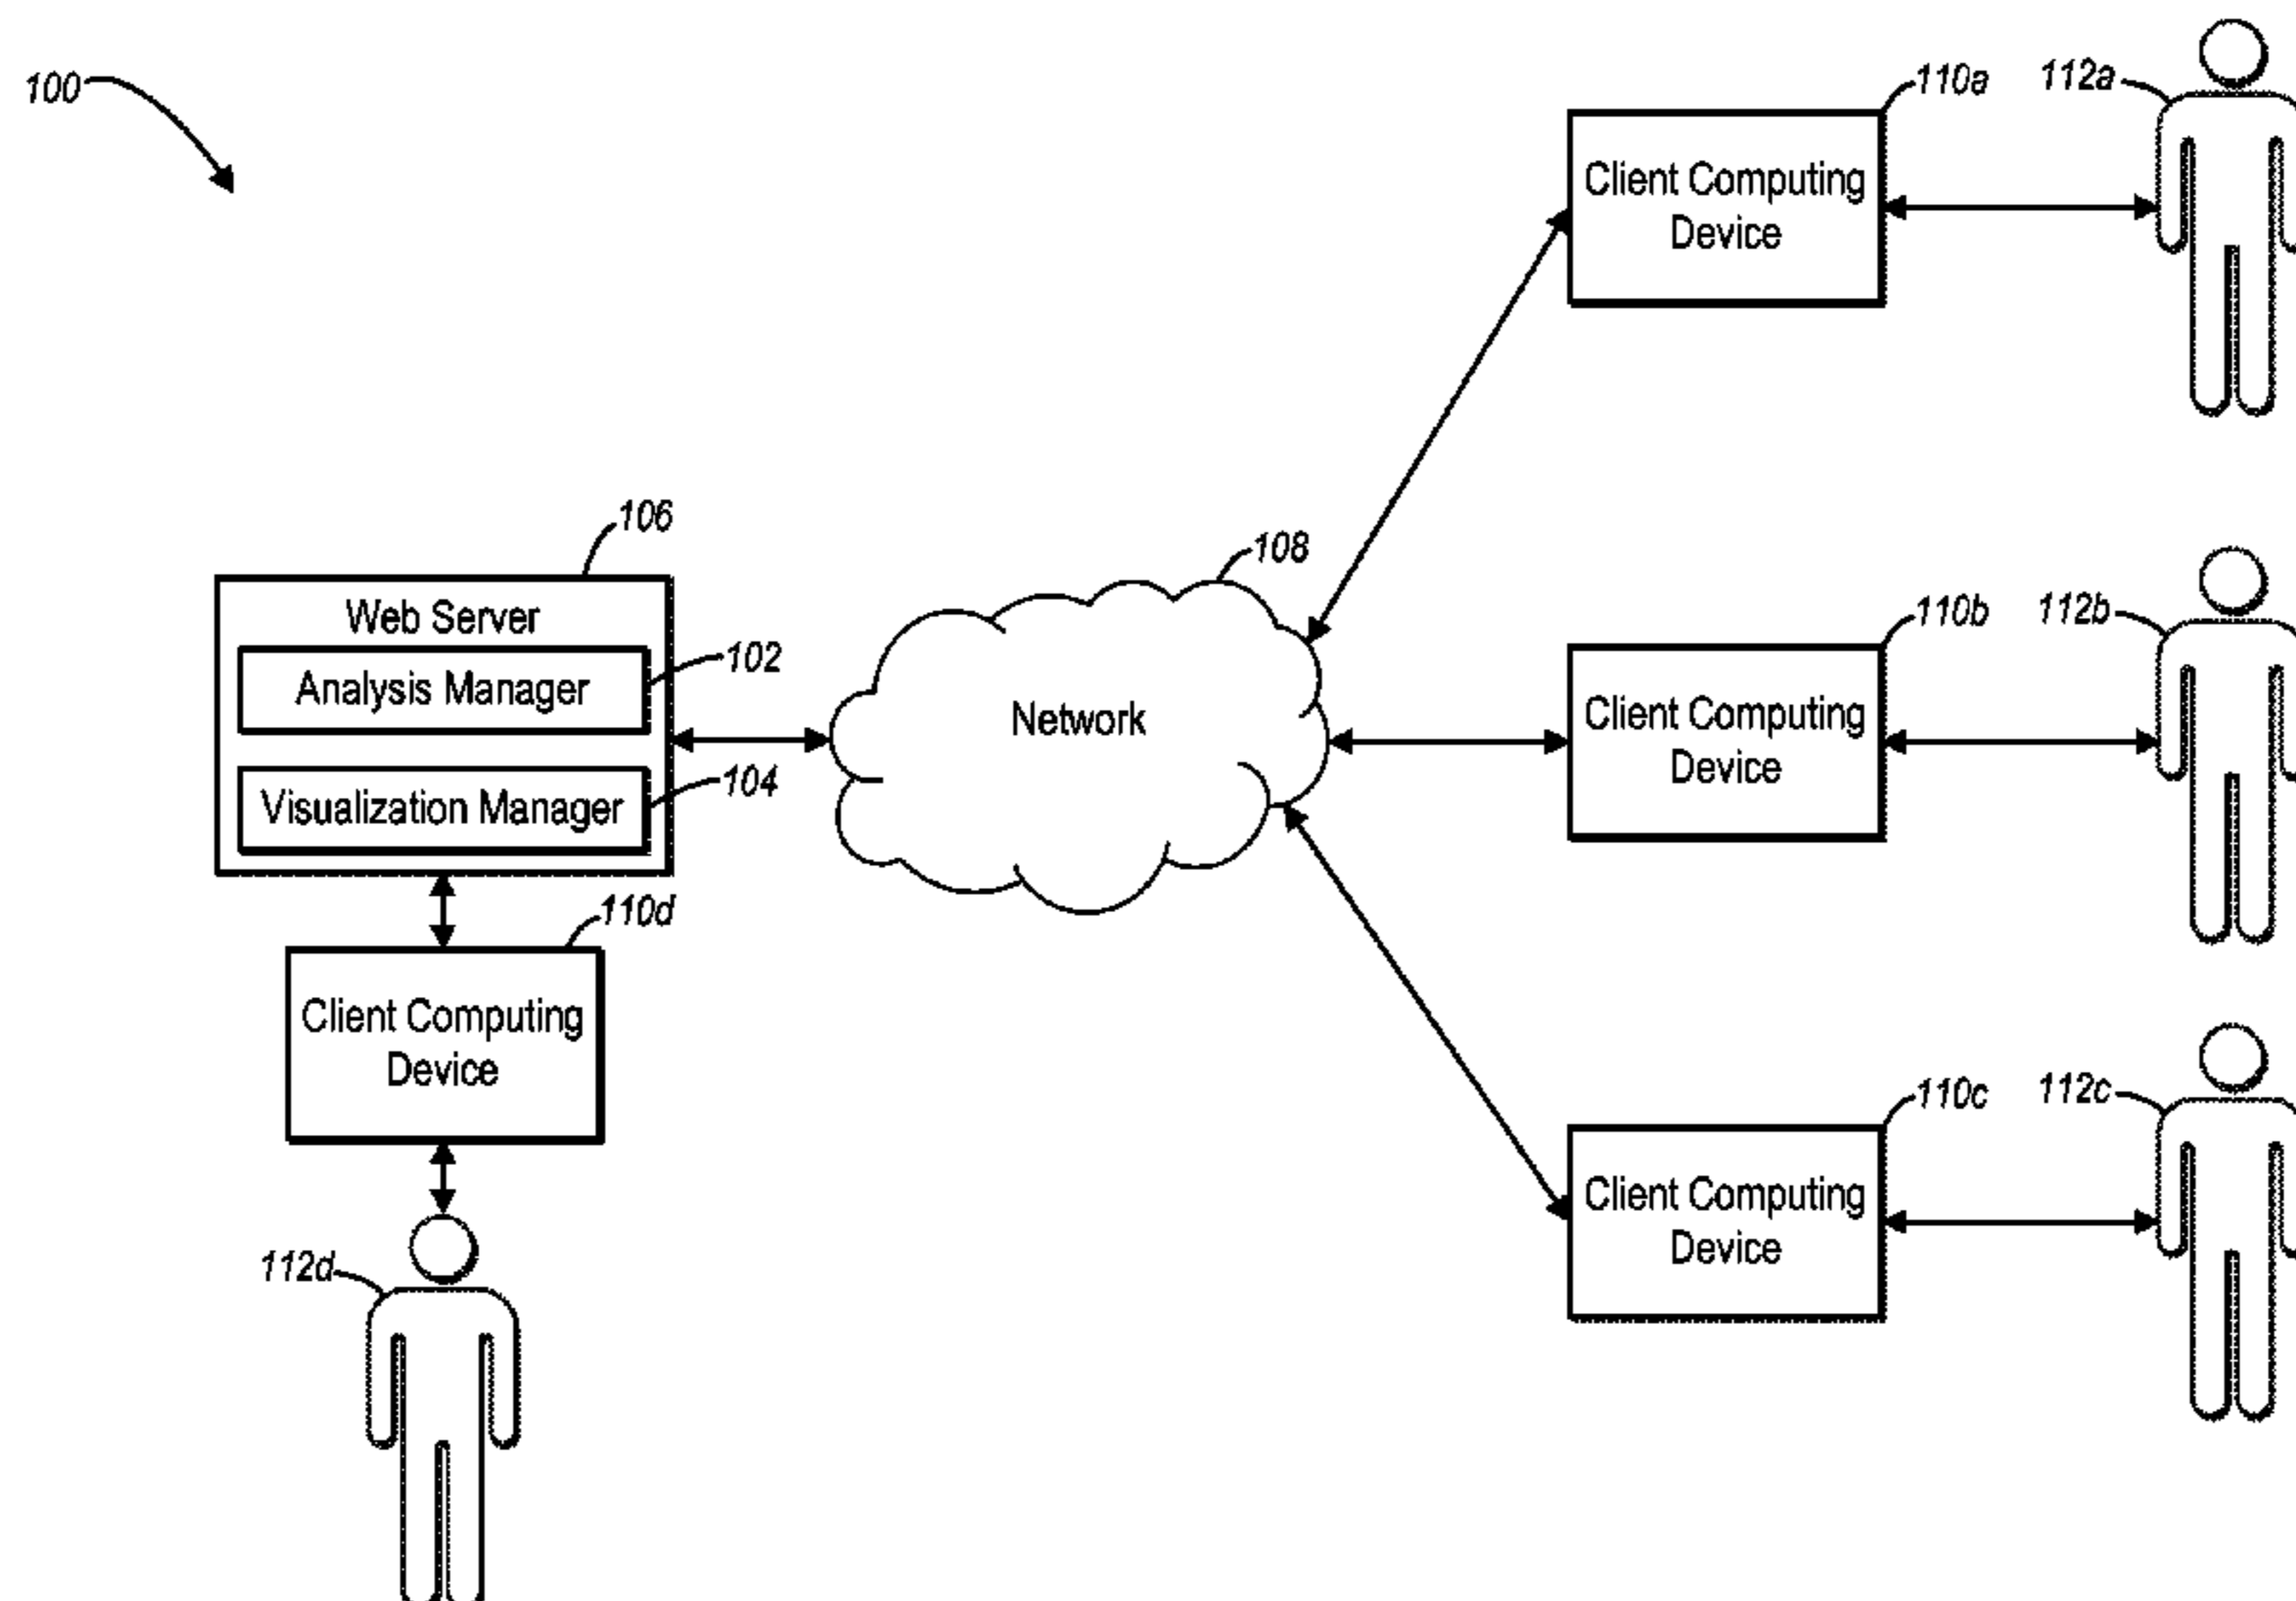 100
110a
112a
Client Computing
Device
106
108
Web Server
102
Analysis Manager
104
Visualization Manager
Network
110b
112b
Client Computing
Device
110d
Client Computing
Device
110c
112c
Client Computing
Device
112d